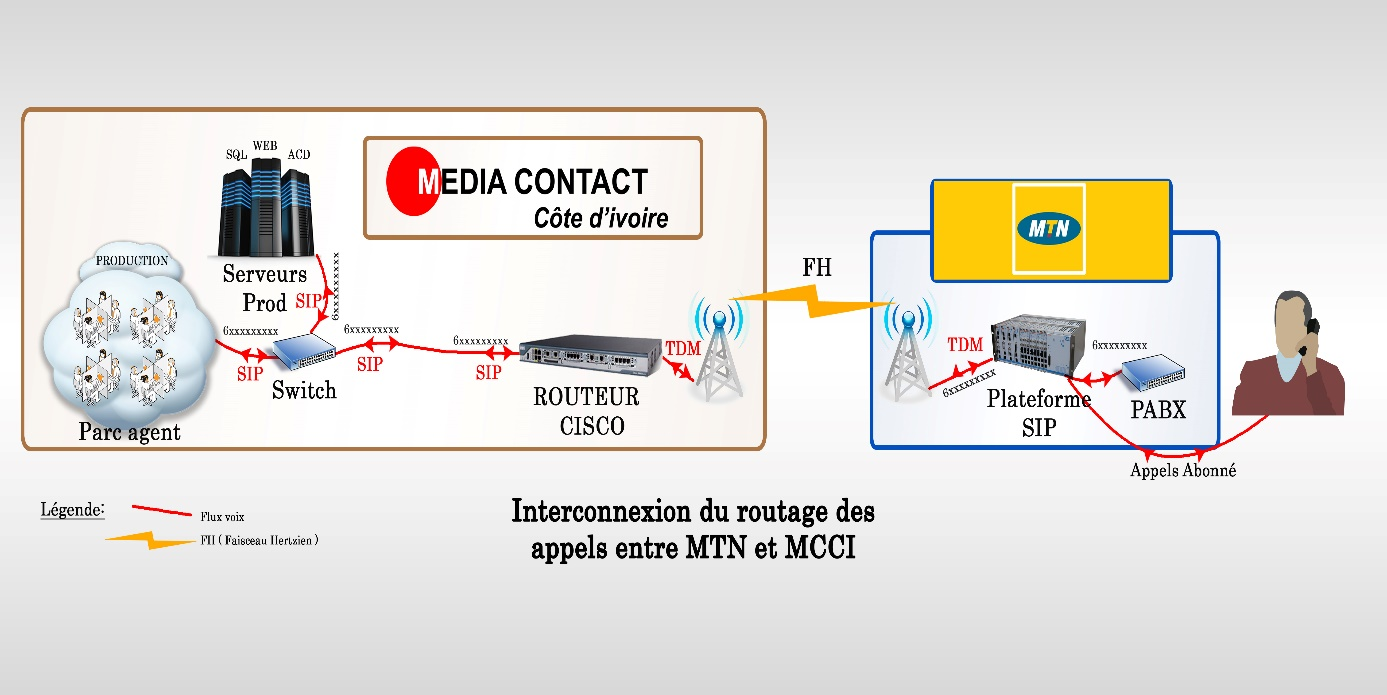 MEDIA CONTACT
Côte d'ivoire
SQL
WEB
ACD
Serveurs
Prod
SIP
6xxxxxxxxx
PRODUCTION
Parc agent
6xxxxxxxxx
SIP
Switch
6xxxxxxxxx
SIP
6xxxxxxxxx
SIP
ROUTEUR
CISCO
TDM
FH
MTN
TDM
6xxxxxxxxx
Plateforme
SIP
6xxxxxxxxx
PABX
Appels Abonné
Légende:
Flux voix
FH ( Faisceau Hertzien )
Interconnexion du routage des
appels entre MTN et MCCI